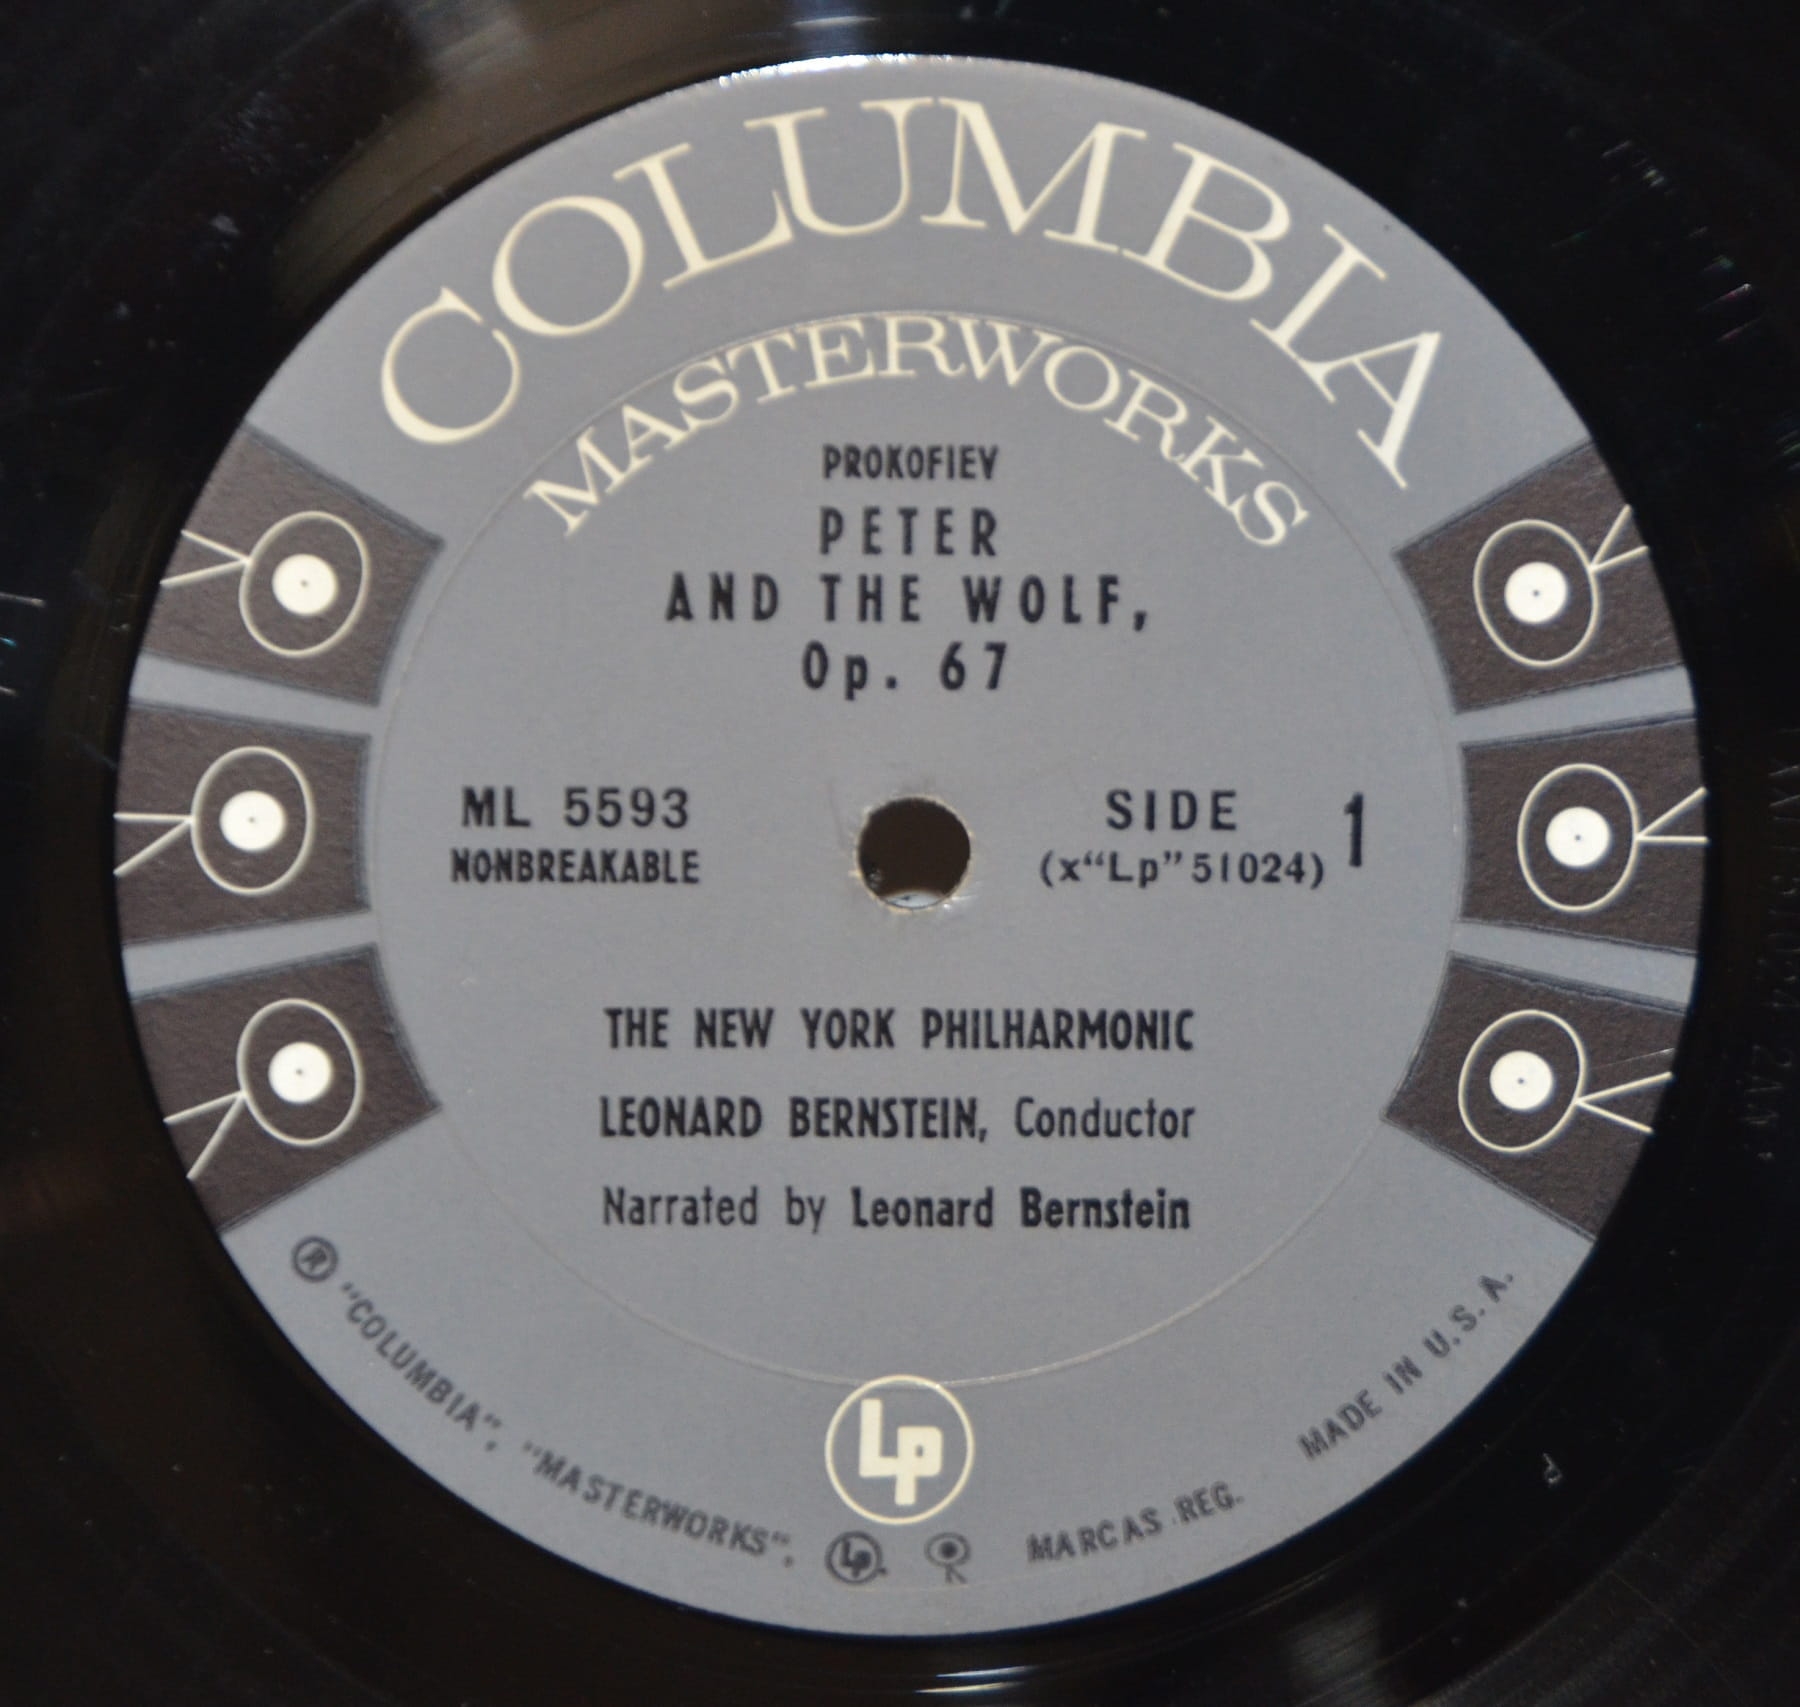 COLUMBIA
MASTERWORKS
PROKOFIEV
PETER
AND THE WOLF,
Op. 67
ML 5593
NONBREAKABLE
SIDE 1
(x“Lp” 51024)
THE NEW YORK PHILHARMONIC
LEONARD BERNSTEIN, Conductor
Narrated by Leonard Bernstein
LP
® “COLUMBIA”, “MASTERWORKS”, LP, MARCAS REG. MADE IN U.S.A.